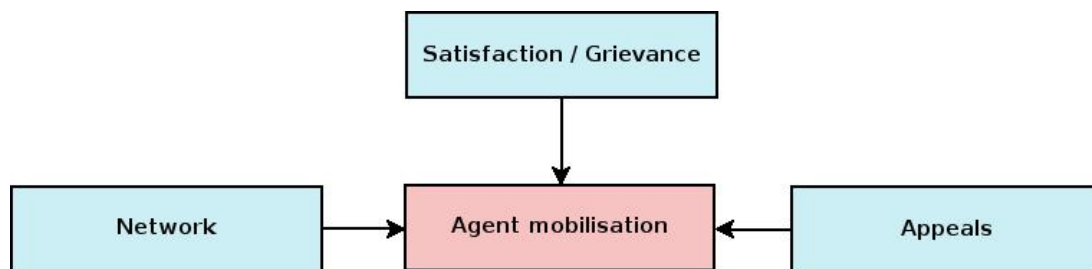 Satisfaction / Grievance
Network
Agent mobilisation
Appeals